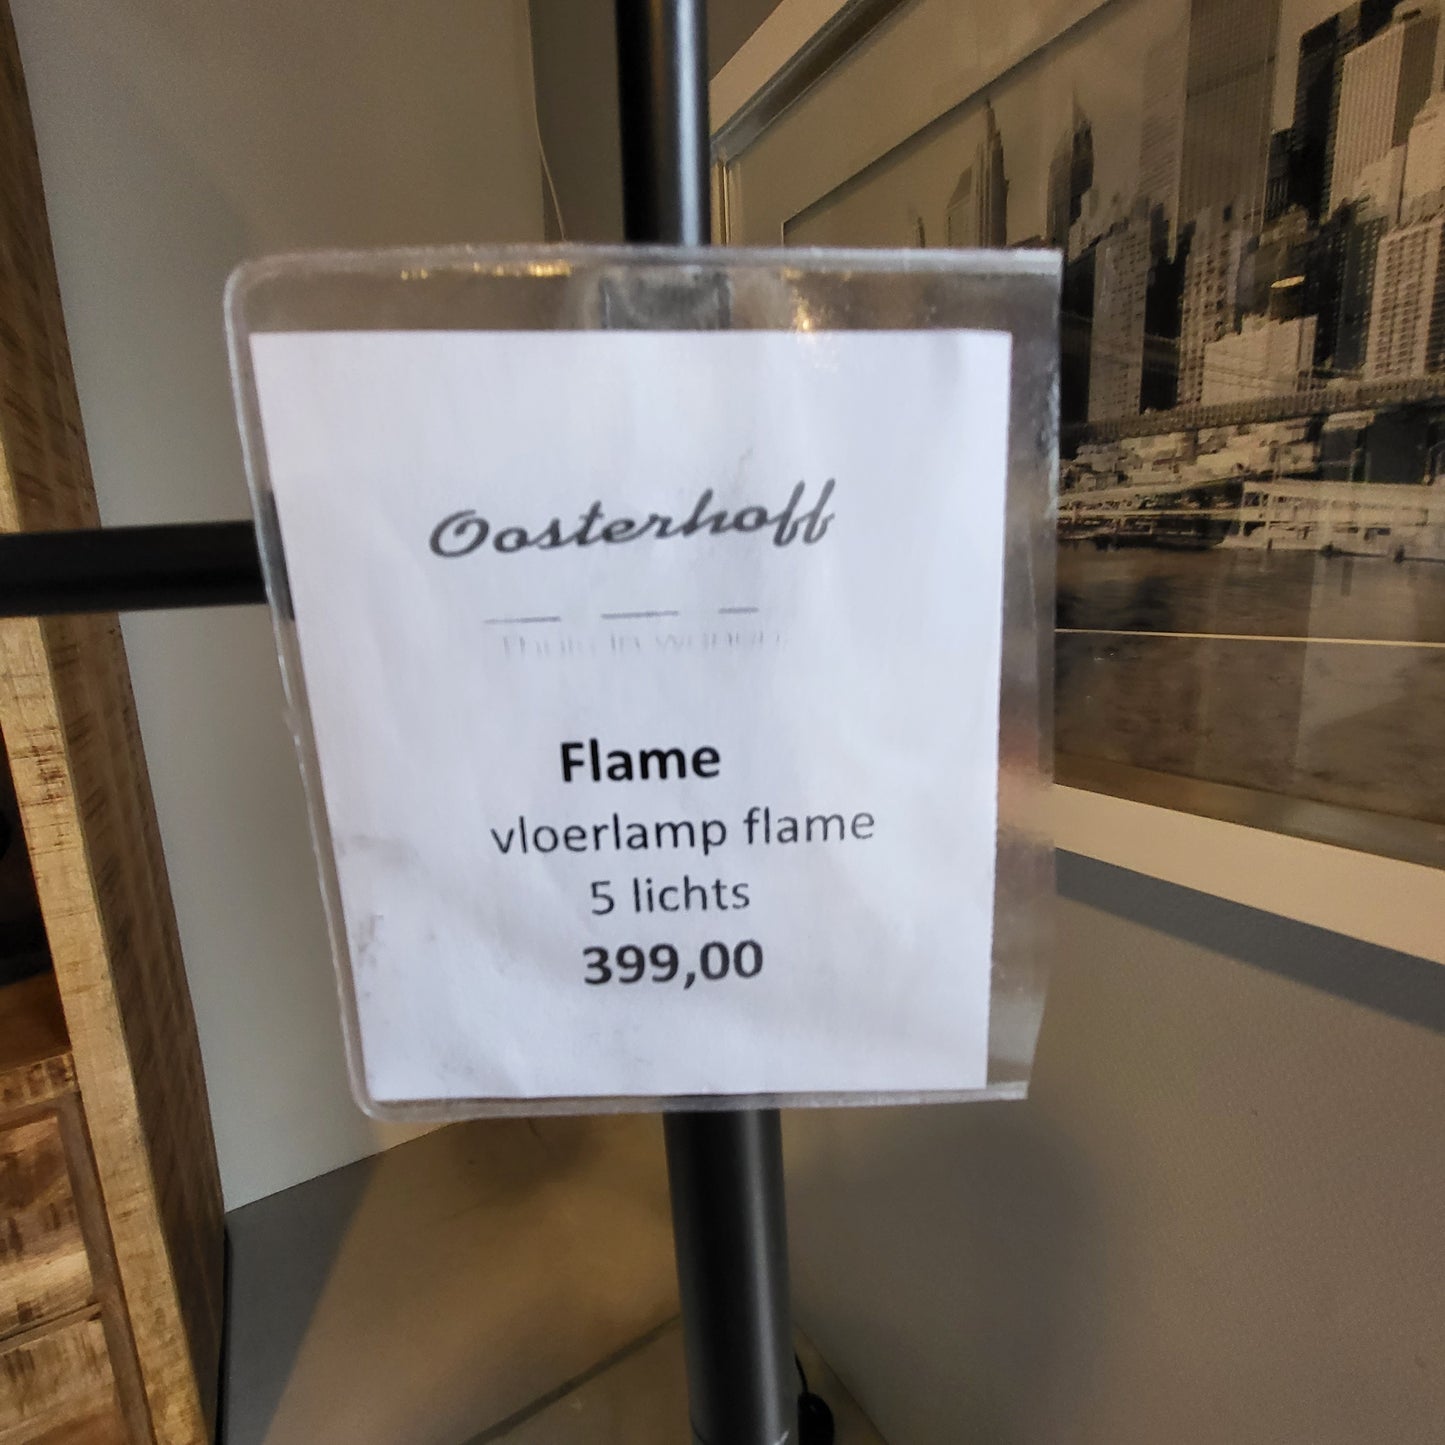 Oosterhoff
Flame
vloerlamp flame
5 lichts
399,00